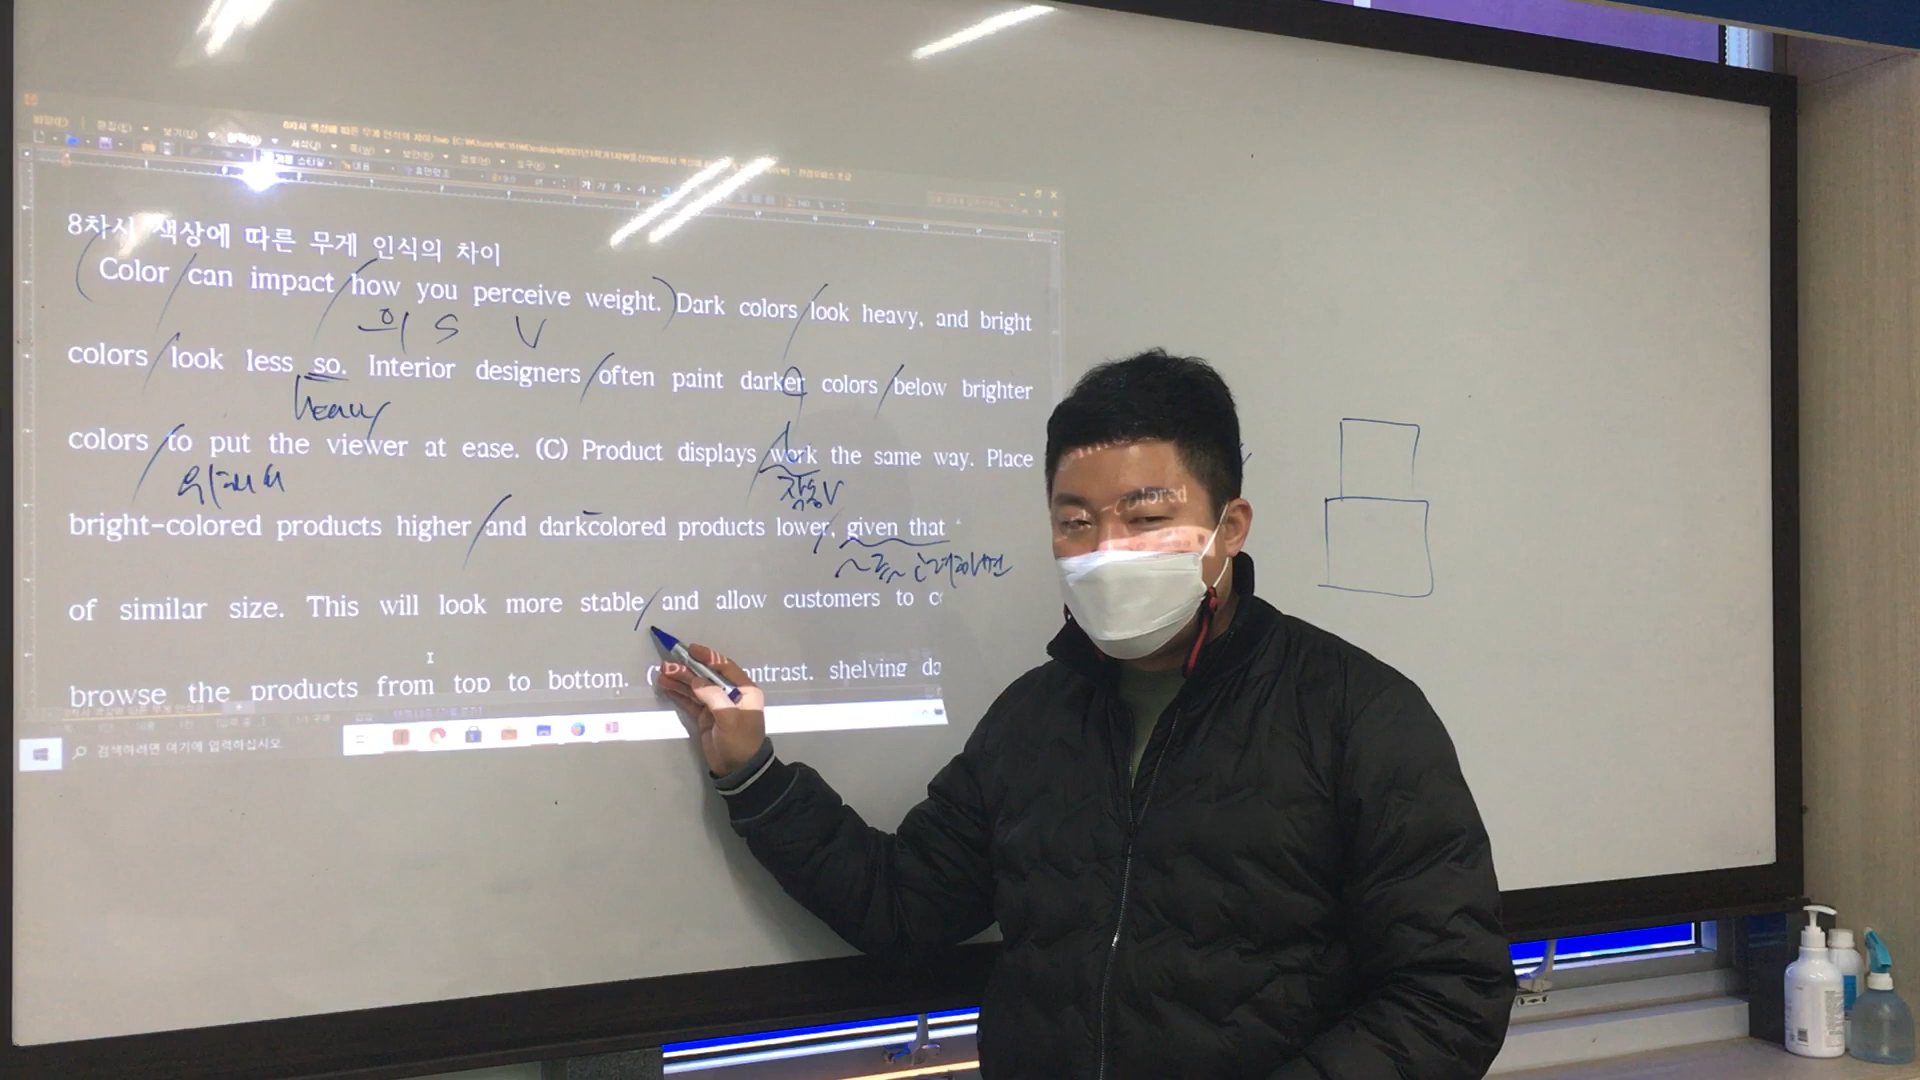 8차시 색상에 따른 무게 인식의 차이
Color can impact how you perceive weight. Dark colors look heavy, and bright
의 S V
colors look less so. Interior designers often paint darker colors below brighter
heavy
colors to put the viewer at ease. (C) Product displays work the same way. Place
위해서
작동V
bright-colored products higher and dark colored products lower, given that
colored
~를 고려하면
of similar size. This will look more stable and allow customers to
browse the products from top to bottom. ontrast. shelving
검색하려면 여기에 입력하십시오